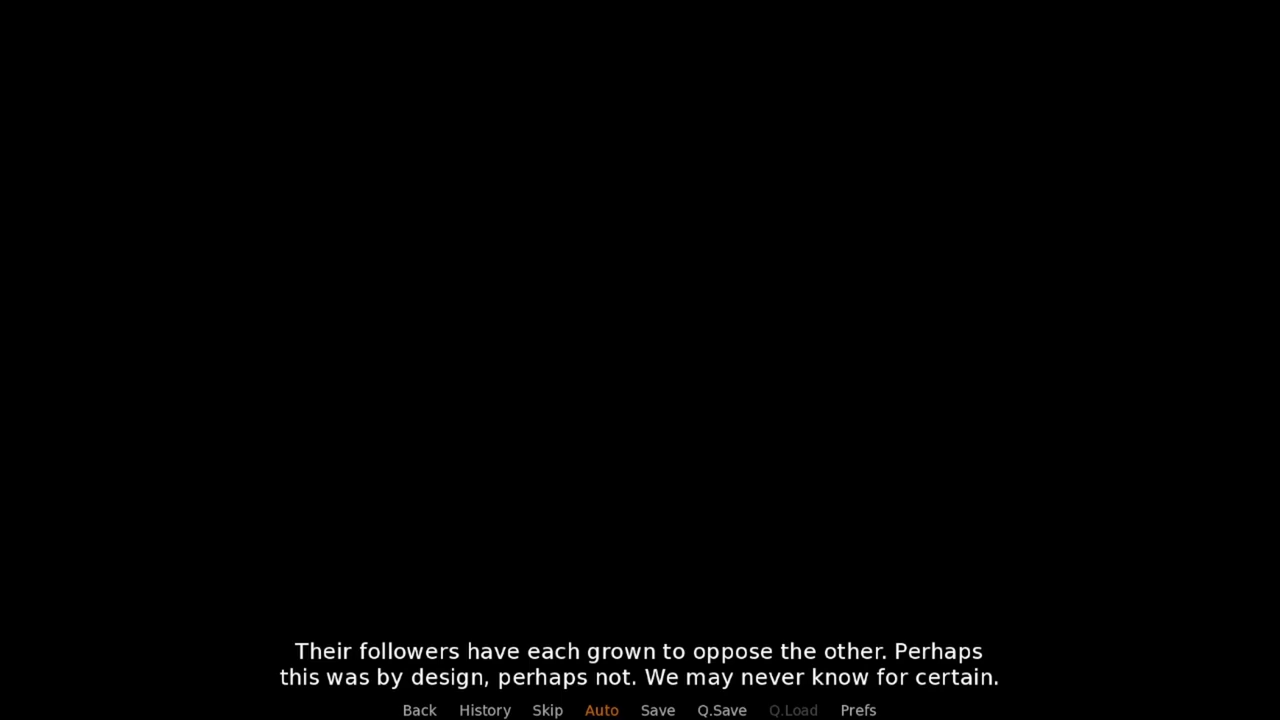 Their followers have each grown to oppose the other. Perhaps
this was by design, perhaps not. We may never know for certain.
Back History Skip Auto Save Q.Save Q.Load Prefs